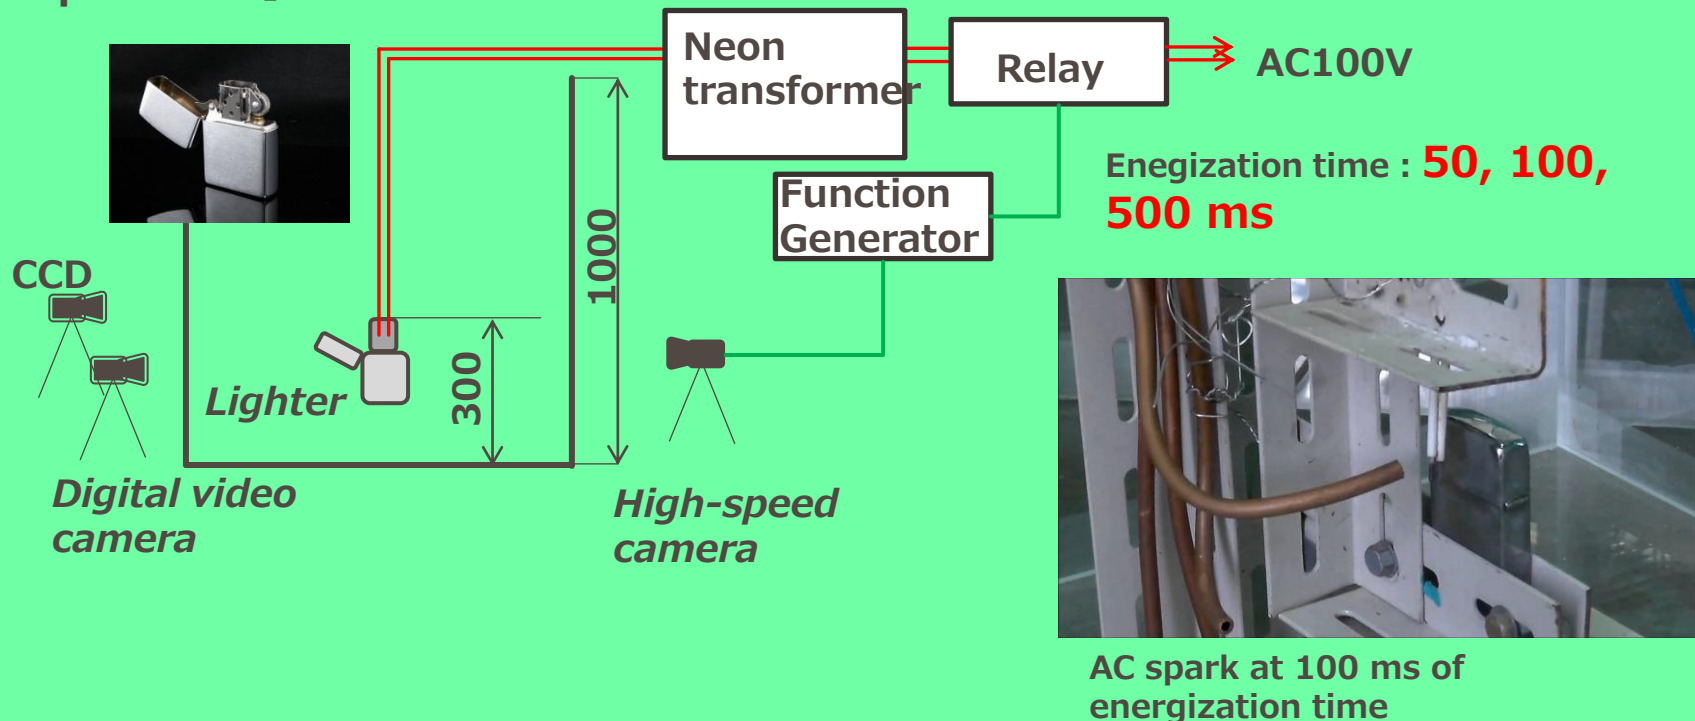 Neon
transformer
Relay
AC100V
Enegization time : 50, 100,
500 ms
Function
Generator
1000
CCD
300
Lighter
Digital video
camera
High-speed
camera
AC spark at 100 ms of
energization time